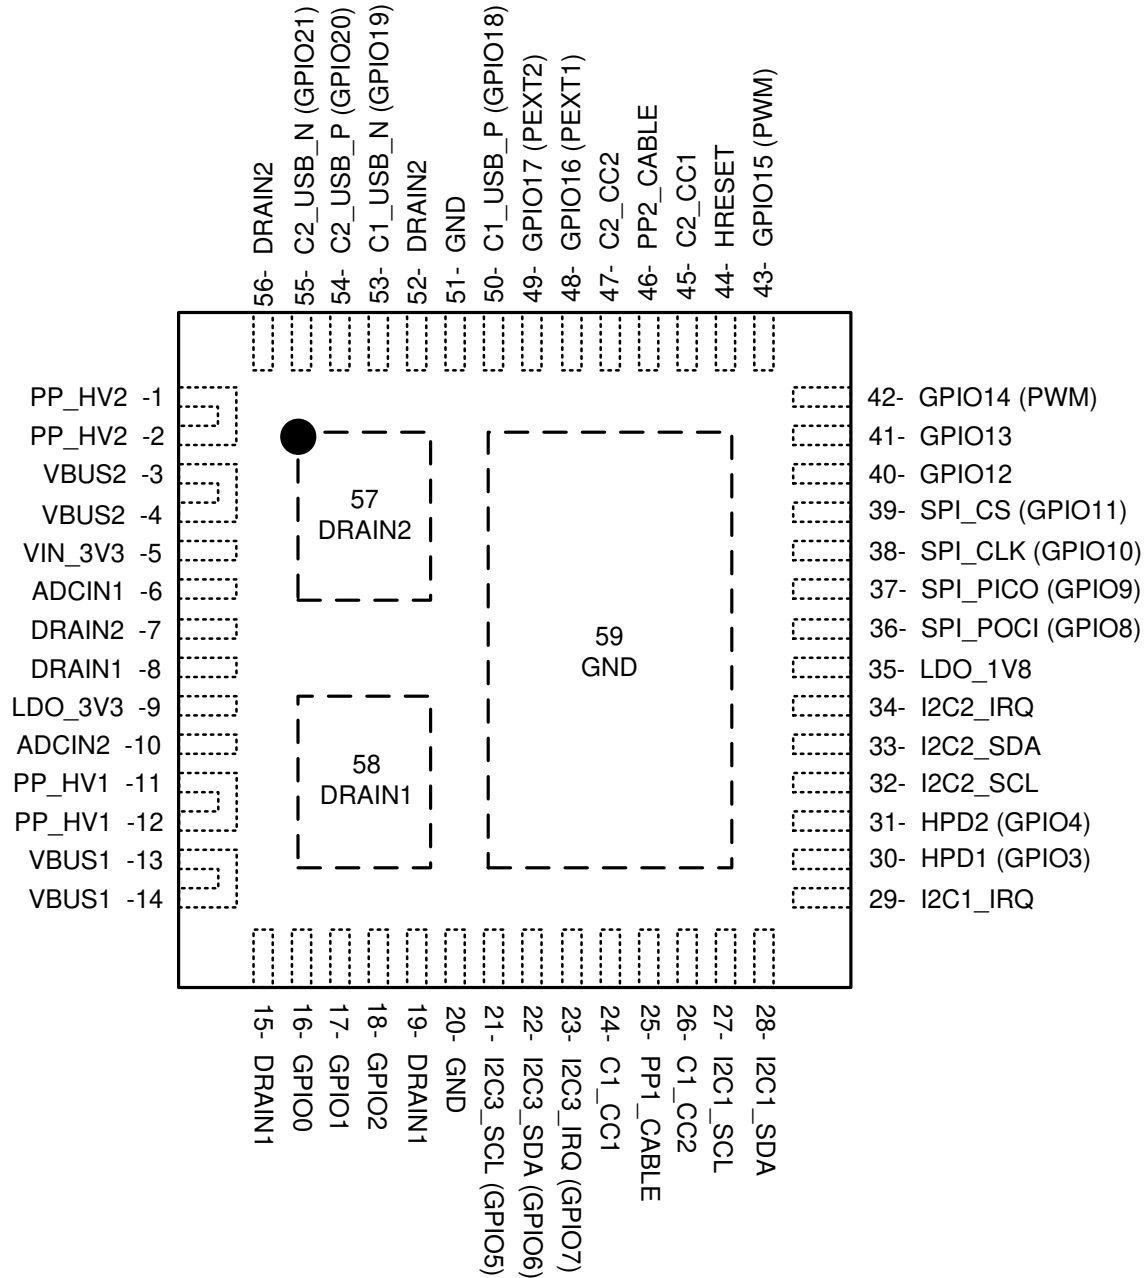 56- DRAIN2
55- C2_USB_N (GPIO21)
54- C2_USB_P (GPIO20)
53- C1_USB_N (GPIO19)
52- DRAIN2
51- GND
50- C1_USB_P (GPIO18)
49- GPIO17 (PEXT2)
48- GPIO16 (PEXT1)
47- C2_CC2
46- PP2_CABLE
45- C2_CC1
44- HRESET
43- GPIO15 (PWM)
PP_HV2 -1
PP_HV2 -2
VBUS2 -3
VBUS2 -4
VIN_3V3 -5
ADCIN1 -6
DRAIN2 -7
DRAIN1 -8
LDO_3V3 -9
ADCIN2 -10
PP_HV1 -11
PP_HV1 -12
VBUS1 -13
VBUS1 -14
57
DRAIN2
58
DRAIN1
59
GND
42- GPIO14 (PWM)
41- GPIO13
40- GPIO12
39- SPI_CS (GPIO11)
38- SPI_CLK (GPIO10)
37- SPI_PICO (GPIO9)
36- SPI_POCI (GPIO8)
35- LDO_1V8
34- I2C2_IRQ
33- I2C2_SDA
32- I2C2_SCL
31- HPD2 (GPIO4)
30- HPD1 (GPIO3)
29- I2C1_IRQ
15- DRAIN1
16- GPIO0
17- GPIO1
18- GPIO2
19- DRAIN1
20- GND
21- I2C3_SCL (GPIO5)
22- I2C3_SDA (GPIO6)
23- I2C3_IRQ (GPIO7)
24- C1_CC1
25- PP1_CABLE
26- C1_CC2
27- I2C1_SCL
28- I2C1_SDA